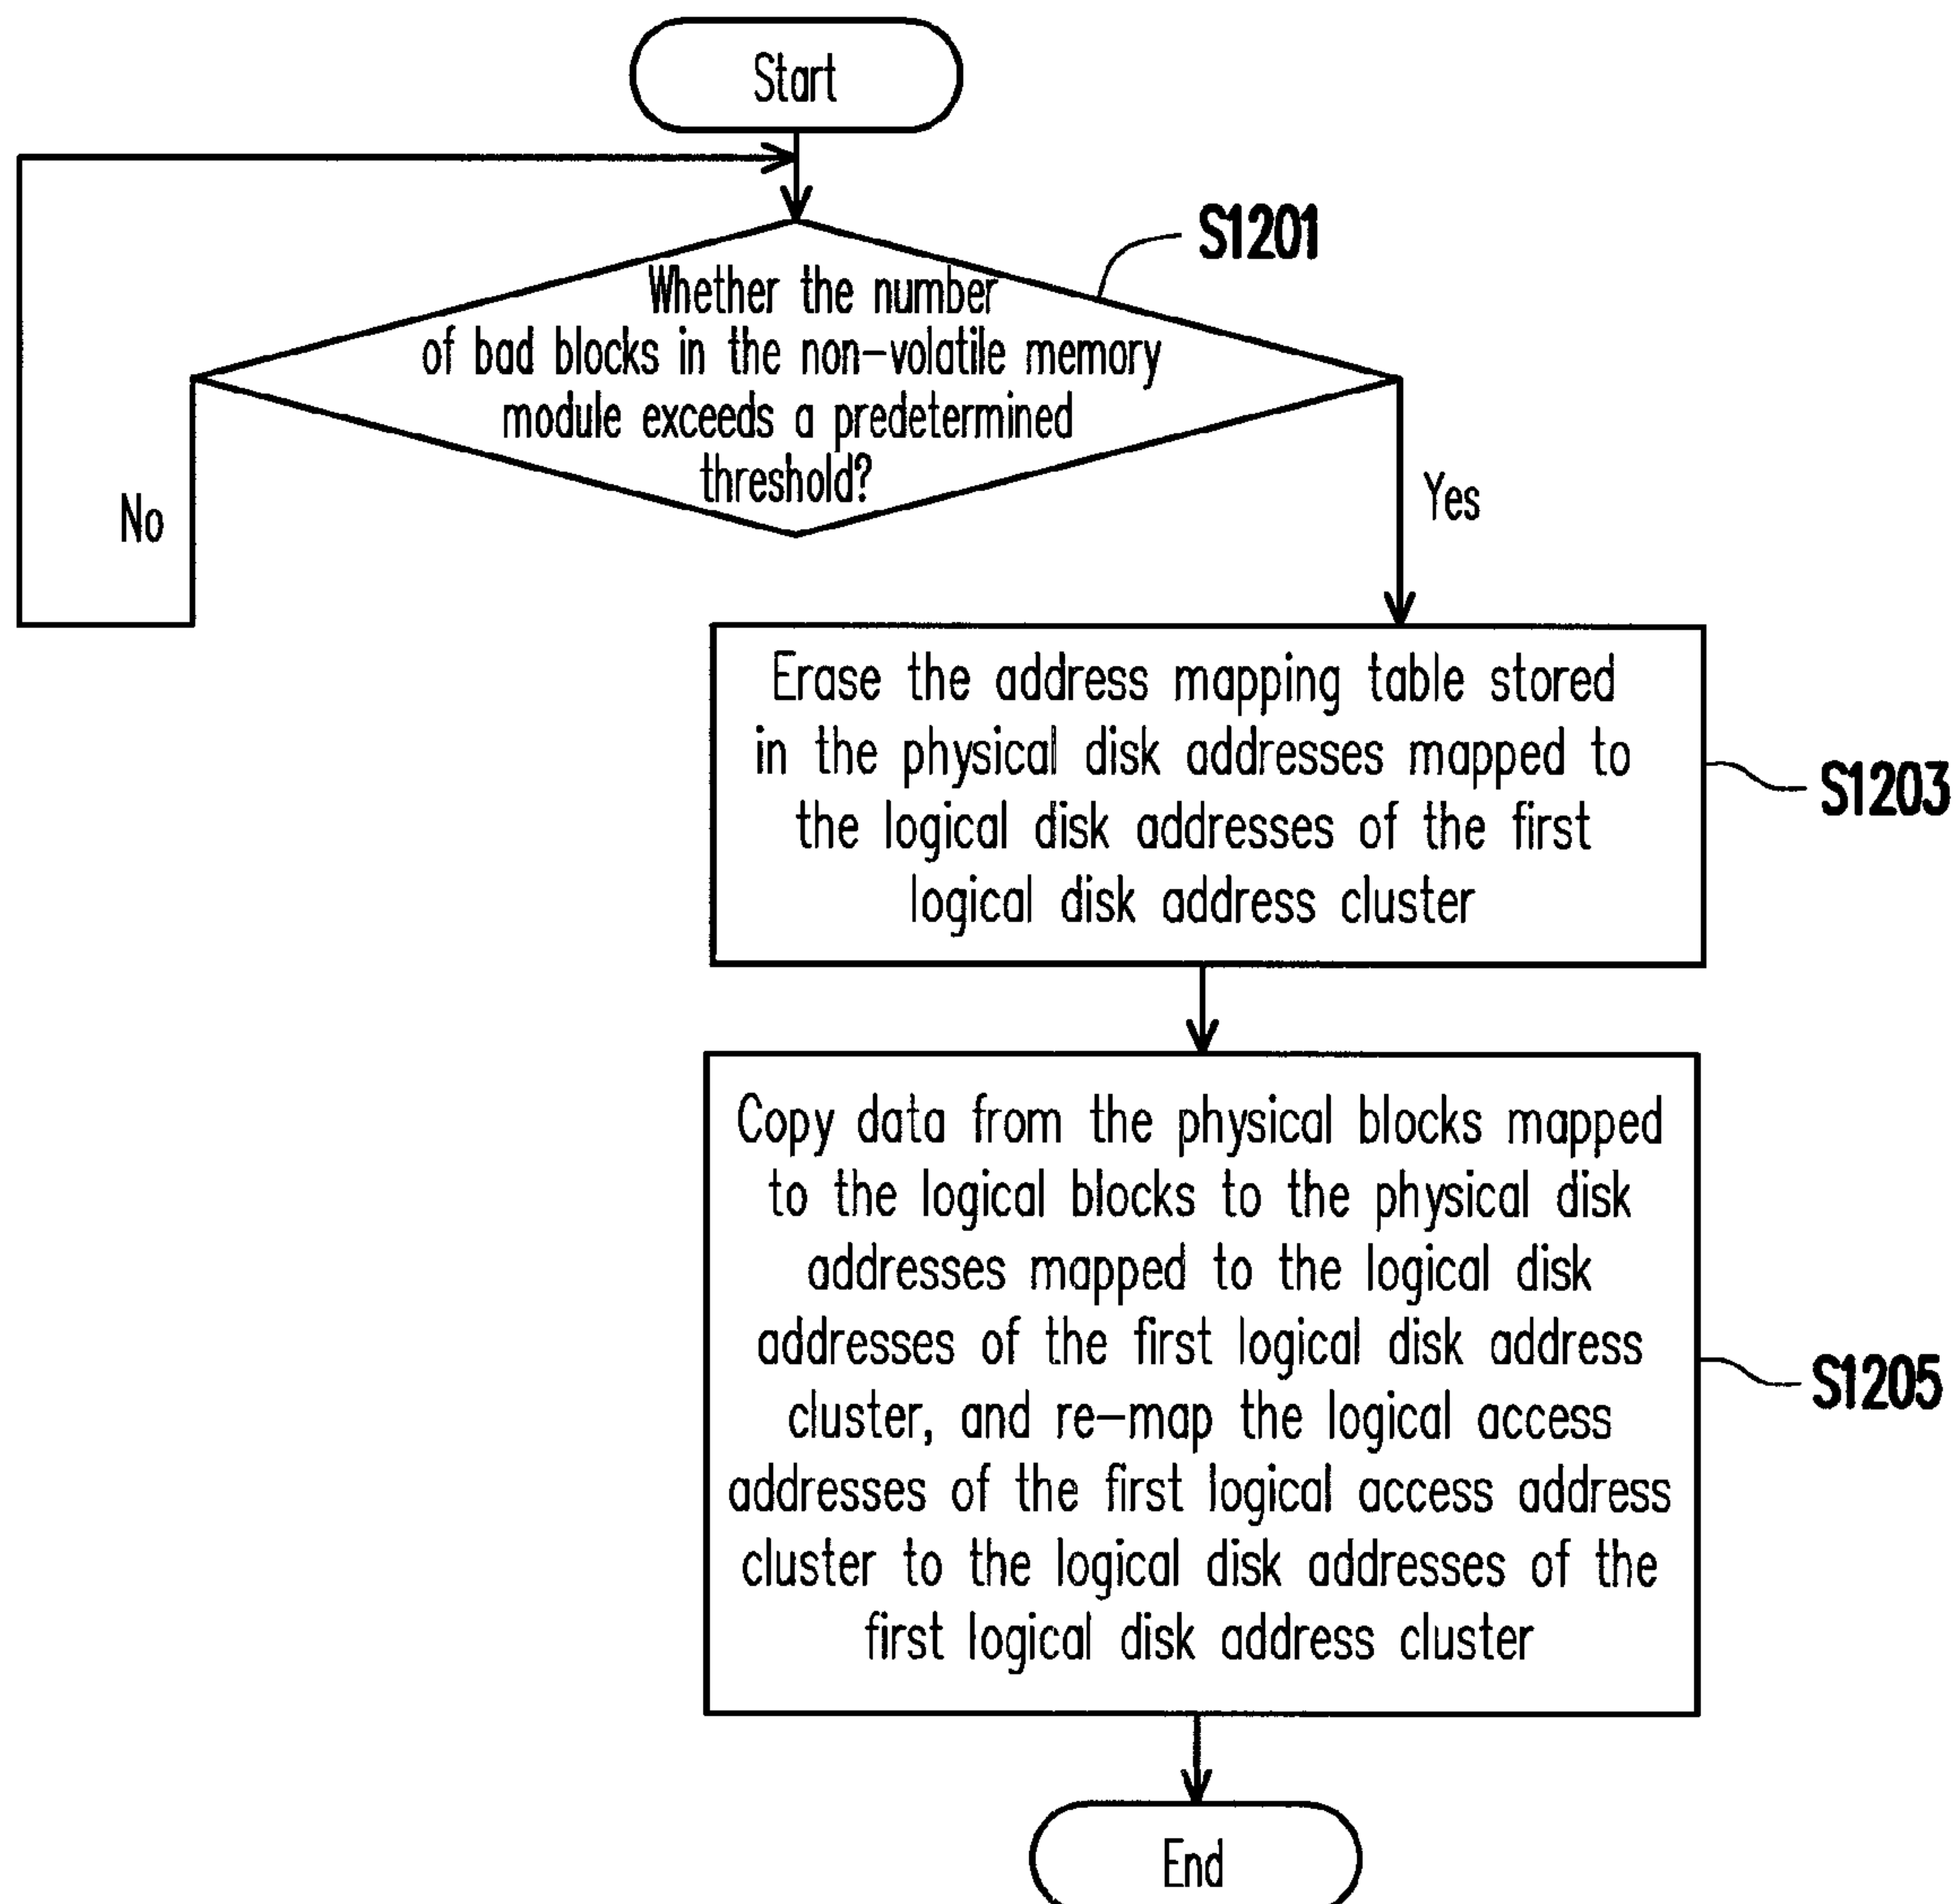 Start
S1201
Whether the number
of bad blocks in the non-volatile memory
module exceeds a predetermined
threshold?
No
Yes
Erase the address mapping table stored
in the physical disk addresses mapped to
the logical disk addresses of the first
logical disk address cluster
S1203
Copy data from the physical blocks mapped
to the logical blocks to the physical disk
addresses mapped to the logical disk
addresses of the first logical disk address
cluster, and re-map the logical access
addresses of the first logical access address
cluster to the logical disk addresses of the
first logical disk address cluster
S1205
End